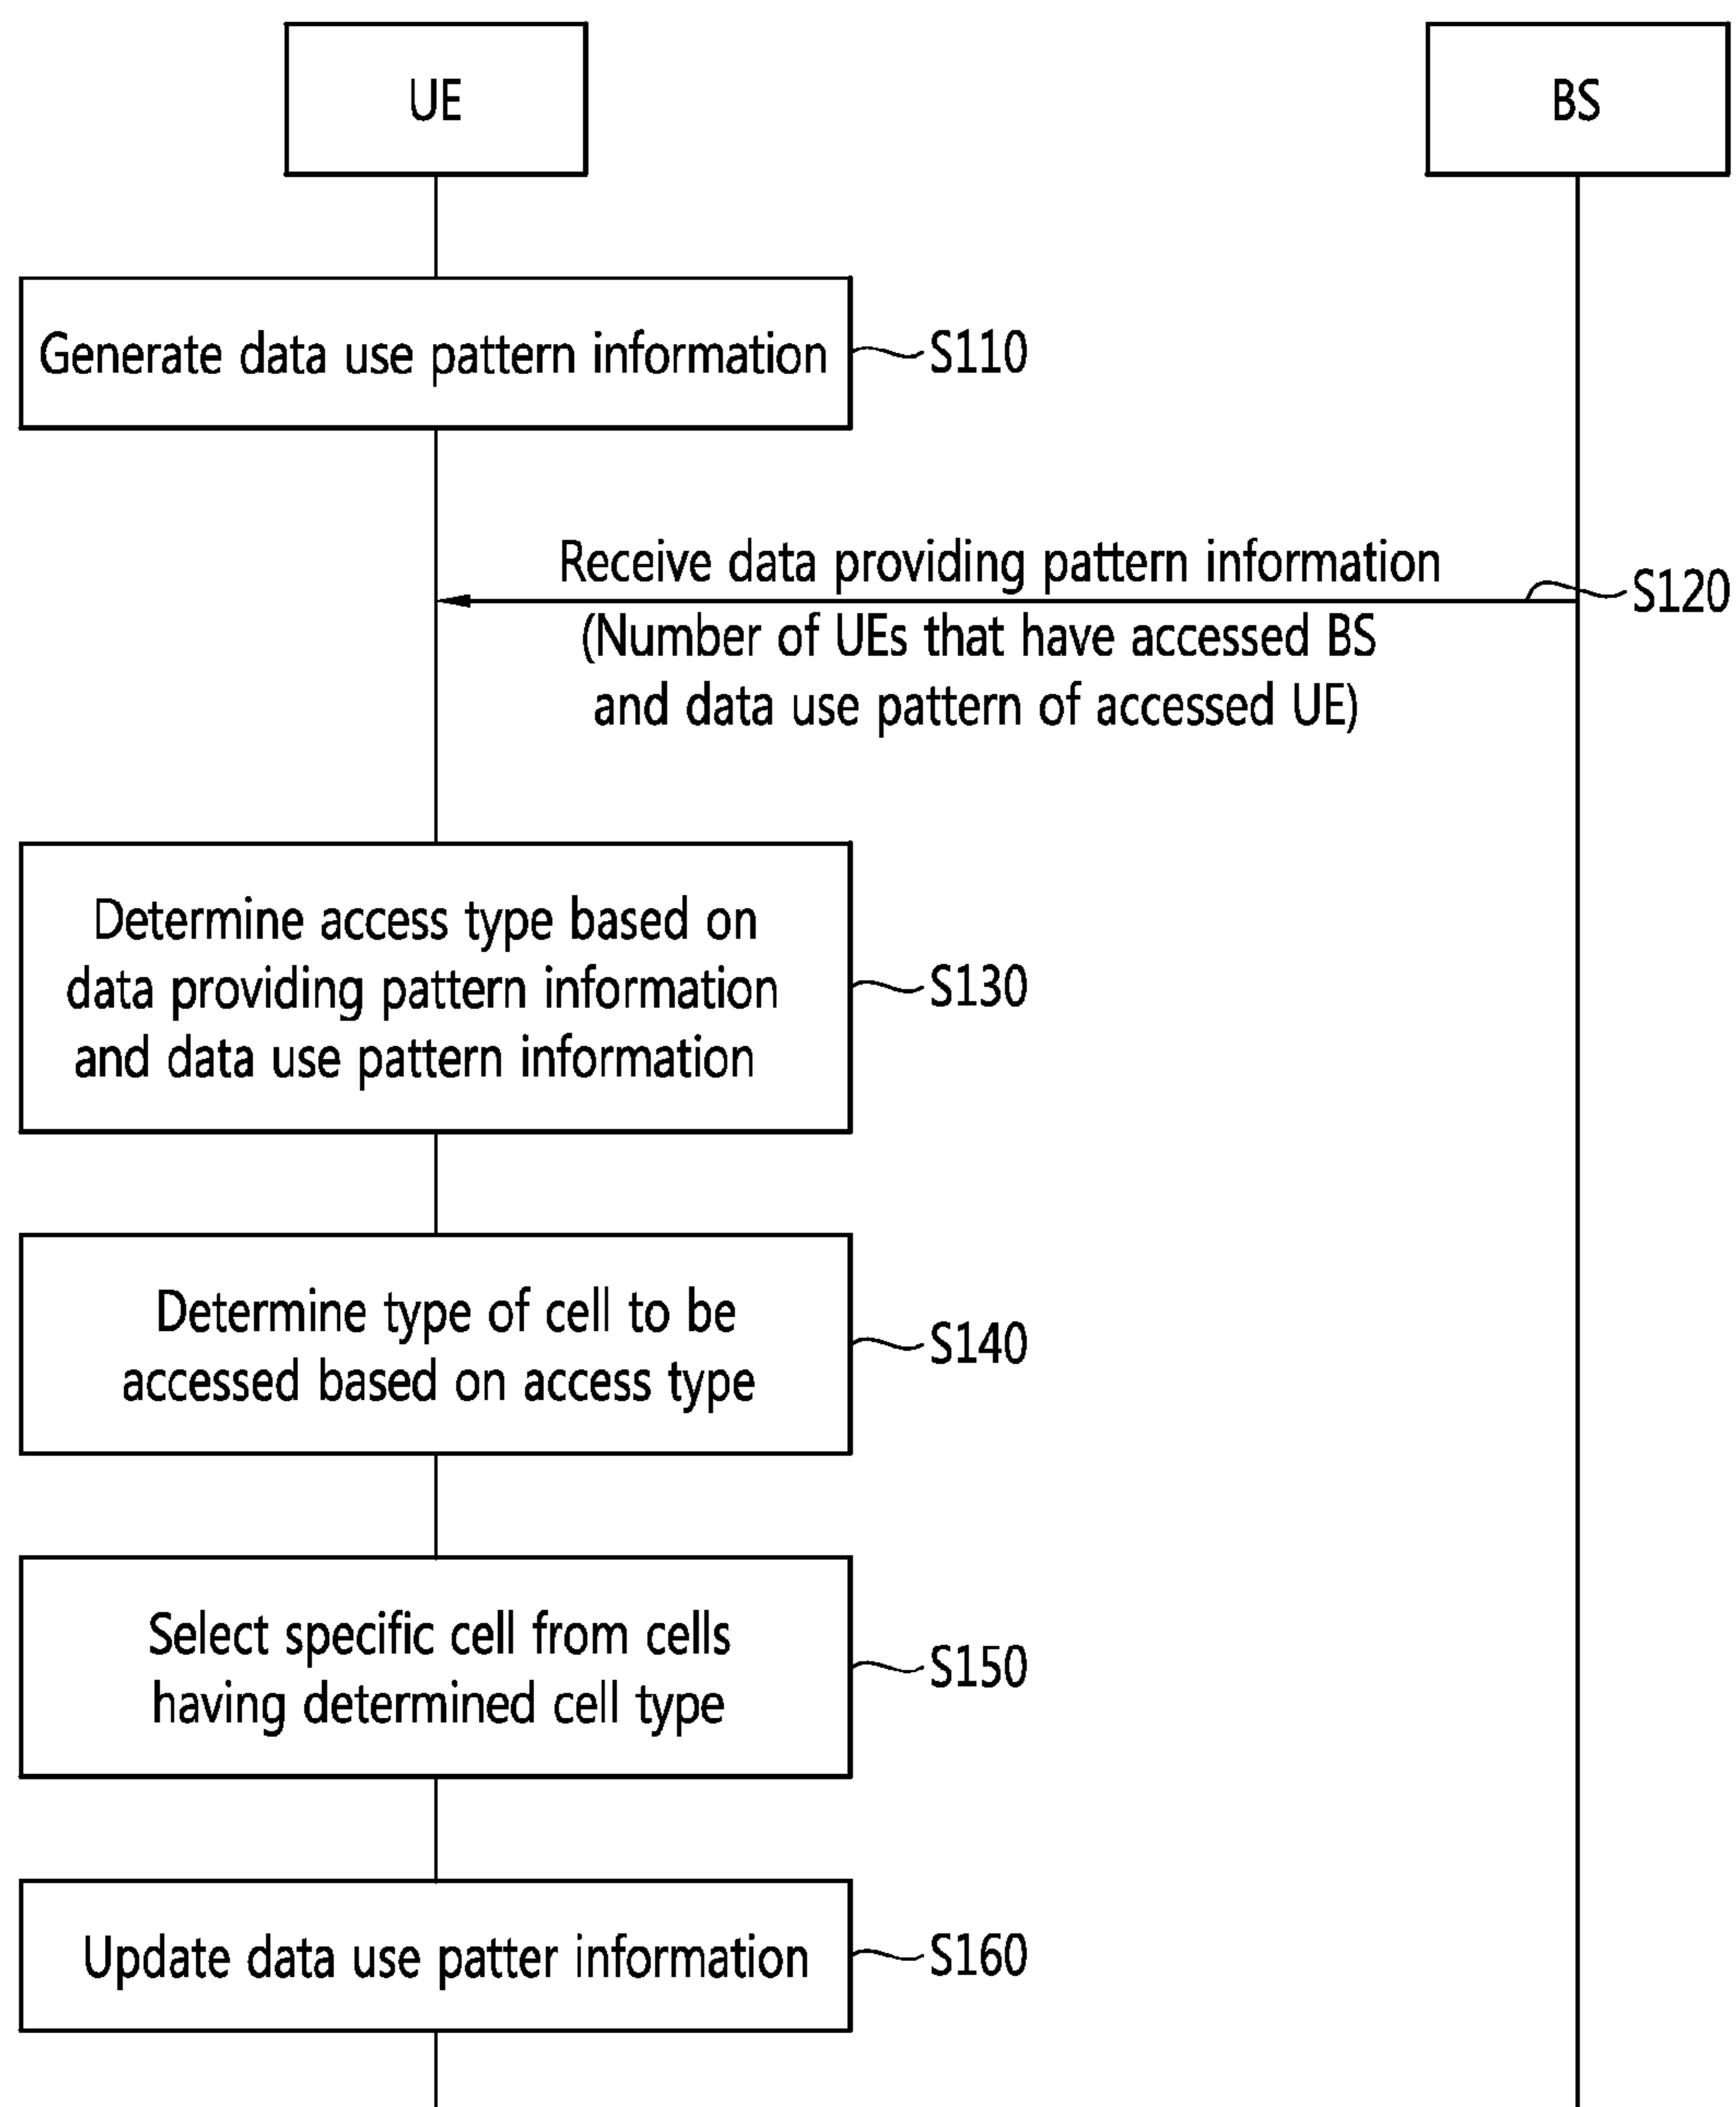 UE
BS
Generate data use pattern information
S110
Receive data providing pattern information
S120
(Number of UEs that have accessed BS
and data use pattern of accessed UE)
Determine access type based on
data providing pattern information
and data use pattern information
S130
Determine type of cell to be
accessed based on access type
S140
Select specific cell from cells
having determined cell type
S150
Update data use patter information
S160